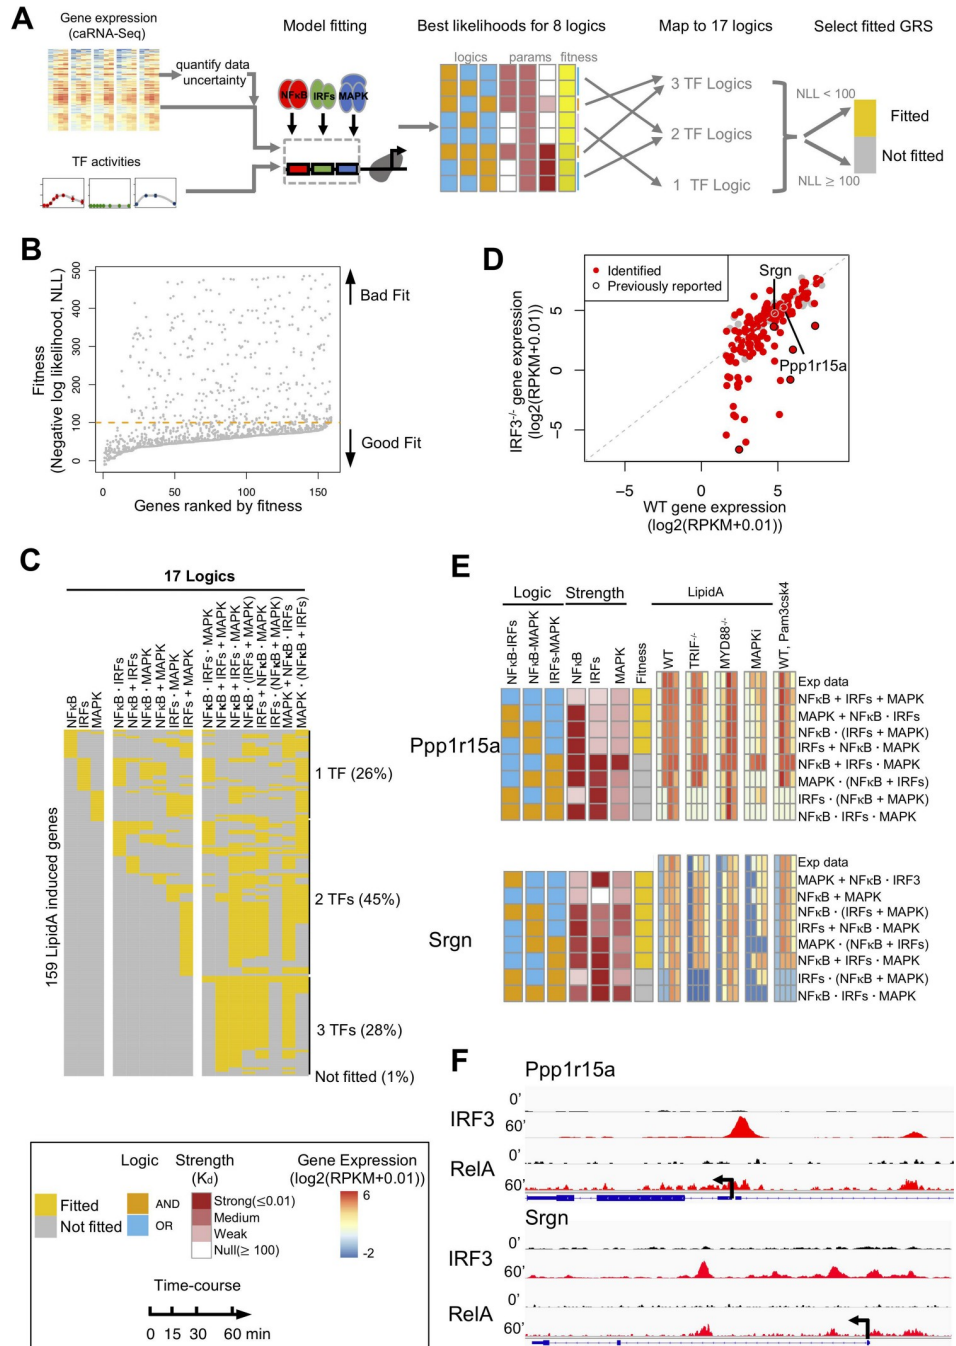 A
Gene expression
(caRNA-Seq)
quantify data
uncertainty
TF activities
Model fitting
NFκB IRFs MAPK
Best likelihoods for 8 logics
logics params fitness
Map to 17 logics
3 TF Logics
2 TF Logics
1 TF Logic
Select fitted GRS
NLL < 100
NLL ≥ 100
Fitted
Not fitted
B
Fitness
(Negative log likelihood, NLL)
500
400
300
200
100
0
Bad Fit
Good Fit
0 50 100 150
Genes ranked by fitness
D
Identified
Previously reported
Srgn
Ppp1r15a
IRF3-/- gene expression
(log2(RPKM+0.01))
5
0
−5
−5 0 5
WT gene expression
(log2(RPKM+0.01))
C
17 Logics
NFκB
IRFs
MAPK
NFκB · IRFs
NFκB + IRFs
NFκB · MAPK
NFκB + MAPK
IRFs · MAPK
IRFs + MAPK
NFκB · IRFs · MAPK
NFκB + IRFs + MAPK
NFκB + IRFs · MAPK
NFκB · (IRFs + MAPK)
IRFs + NFκB · MAPK
IRFs · (NFκB + MAPK)
MAPK + NFκB · IRFs
MAPK · (NFκB + IRFs)
159 LipidA induced genes
1 TF (26%)
2 TFs (45%)
3 TFs (28%)
Not fitted (1%)
E
Logic Strength LipidA
NFκB-IRFs
NFκB-MAPK
IRFs-MAPK
NFκB
IRFs
MAPK
Fitness
WT
TRIF-/-
MYD88-/-
MAPKi
WT, Pam3csk4
Ppp1r15a
Exp data
NFκB + IRFs + MAPK
MAPK + NFκB · IRFs
NFκB · (IRFs + MAPK)
IRFs + NFκB · MAPK
NFκB + IRFs · MAPK
MAPK · (NFκB + IRFs)
IRFs · (NFκB + MAPK)
NFκB · IRFs · MAPK
Srgn
Exp data
MAPK + NFκB · IRF3
NFκB + MAPK
NFκB · (IRFs + MAPK)
IRFs + NFκB · MAPK
MAPK · (NFκB + IRFs)
NFκB + IRFs · MAPK
IRFs · (NFκB + MAPK)
NFκB · IRFs · MAPK
Fitted
Not fitted
Logic
AND
OR
Strength
(Kd)
Strong(≤0.01)
Medium
Weak
Null(≥ 100)
Gene Expression
(log2(RPKM+0.01))
6
-2
Time-course
0 15 30 60 min
F
Ppp1r15a
IRF3
0'
60'
RelA
0'
60'
Srgn
IRF3
0'
60'
RelA
0'
60'